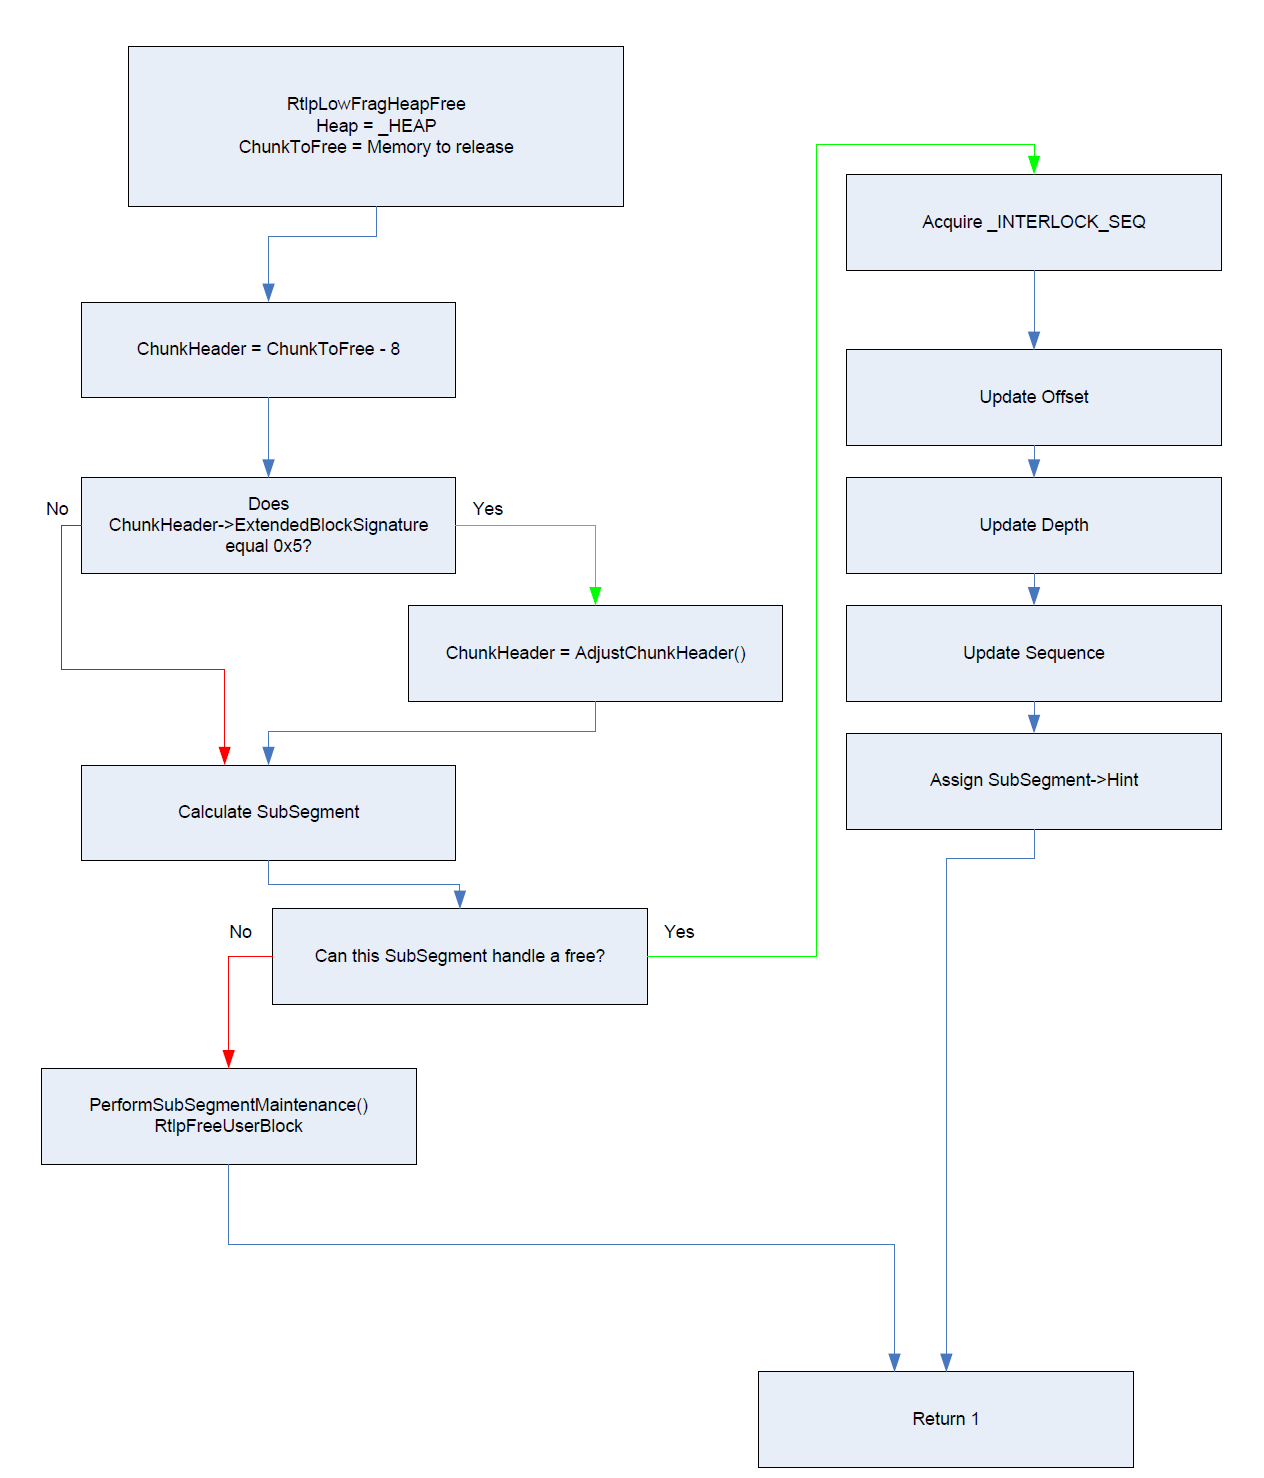 RtlpLowFragHeapFree
Heap = _HEAP
ChunkToFree = Memory to release
ChunkHeader = ChunkToFree - 8
No
Does
ChunkHeader->ExtendedBlockSignature
equal 0x5?
Yes
ChunkHeader = AdjustChunkHeader()
Calculate SubSegment
No
Can this SubSegment handle a free?
Yes
PerformSubSegmentMaintenance()
RtlpFreeUserBlock
Acquire _INTERLOCK_SEQ
Update Offset
Update Depth
Update Sequence
Assign SubSegment->Hint
Return 1